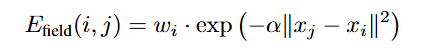 E_field(i, j) = w_i · exp (−α‖x_j − x_i‖²)